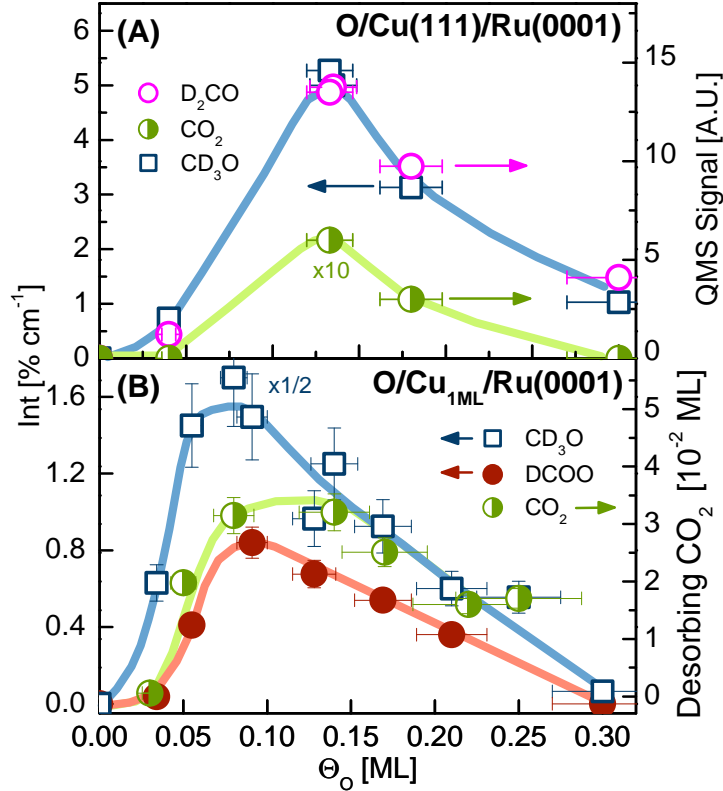 (A)
O/Cu(111)/Ru(0001)
D₂CO
CO₂
CD₃O
x10
6
5
4
3
2
1
0
15
10
5
0
QMS Signal [A.U.]
Int [% cm⁻¹]
(B)
x1/2
O/Cu₁ML/Ru(0001)
CD₃O
DCOO
CO₂
1.6
1.2
0.8
0.4
0.0
5
4
3
2
1
0
Desorbing CO₂ [10⁻² ML]
0.00 0.05 0.10 0.15 0.20 0.25 0.30
Θ_O [ML]